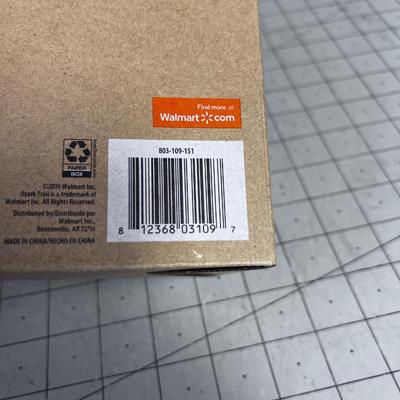 Find more at
Walmart com
803-109-151
PAPER
BOX
8 12368 03109 7
©2019 Walmart Inc.
Ozark Trail is a trademark of
Walmart Inc. All Rights Reserved.
Distributed by/Distribuido por
Walmart Inc.,
Bentonville, AR 72716
MADE IN CHINA/HECHO EN CHINA